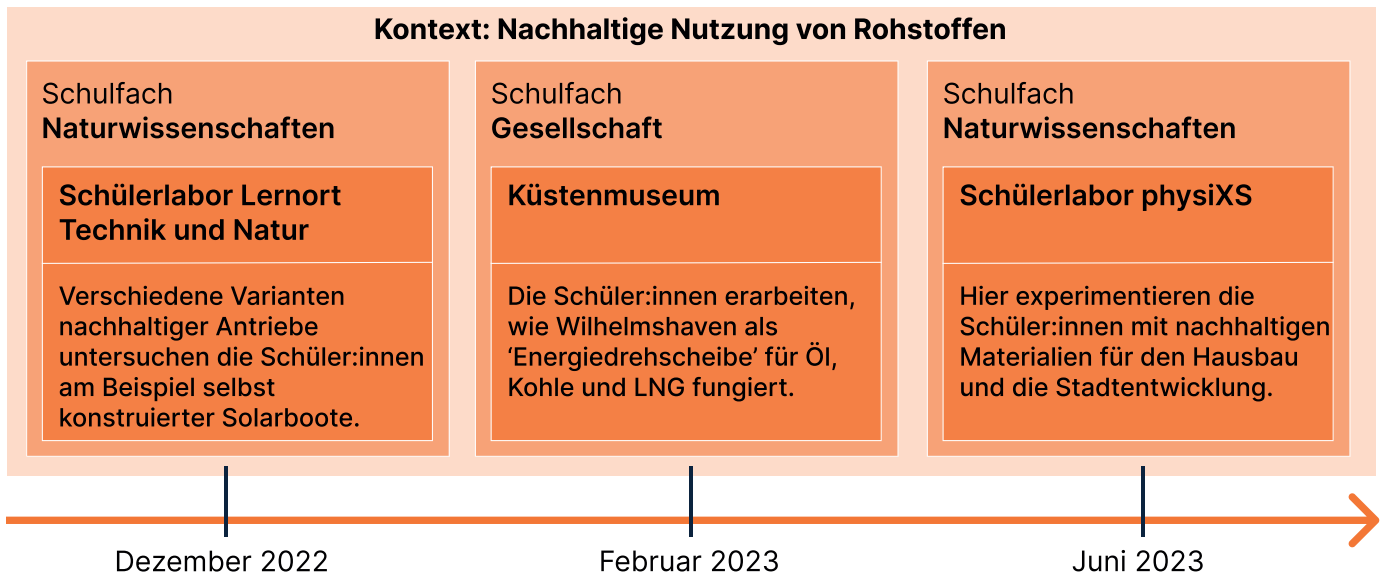 Kontext: Nachhaltige Nutzung von Rohstoffen
Schulfach
Naturwissenschaften
Schülerlabor Lernort
Technik und Natur
Verschiedene Varianten
nachhaltiger Antriebe
untersuchen die Schüler:innen
am Beispiel selbst
konstruierter Solarboote.
Schulfach
Gesellschaft
Küstenmuseum
Die Schüler:innen erarbeiten,
wie Wilhelmshaven als
‘Energiedrehscheibe’ für Öl,
Kohle und LNG fungiert.
Schulfach
Naturwissenschaften
Schülerlabor physiXS
Hier experimentieren die
Schüler:innen mit nachhaltigen
Materialien für den Hausbau
und die Stadtentwicklung.
Dezember 2022
Februar 2023
Juni 2023